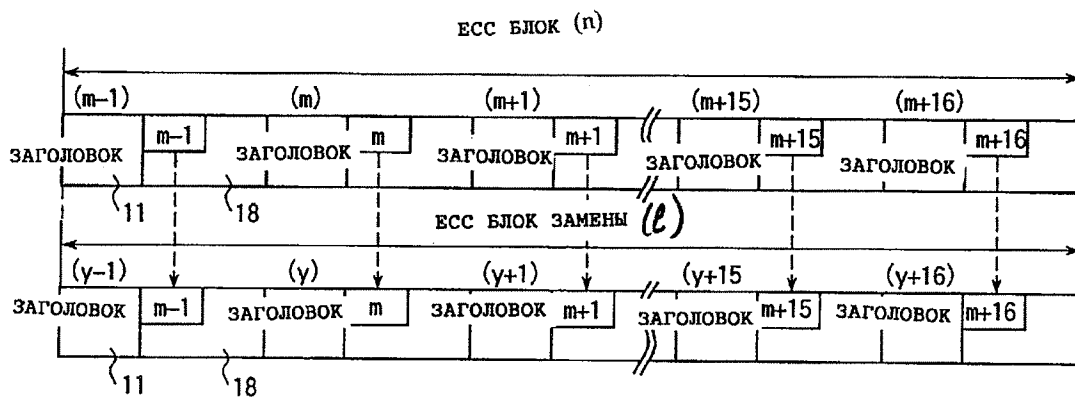 ECC БЛОК (n)
(m-1) (m) (m+1) (m+15) (m+16)
m-1 m m+1 m+15 m+16
ЗАГОЛОВОК ЗАГОЛОВОК ЗАГОЛОВОК ЗАГОЛОВОК ЗАГОЛОВОК
11 18
ECC БЛОК ЗАМЕНЫ (ℓ)
(y-1) (y) (y+1) (y+15 (y+16)
m-1 m m+1 m+15 m+16
ЗАГОЛОВОК ЗАГОЛОВОК ЗАГОЛОВОК ЗАГОЛОВОК ЗАГОЛОВОК
11 18